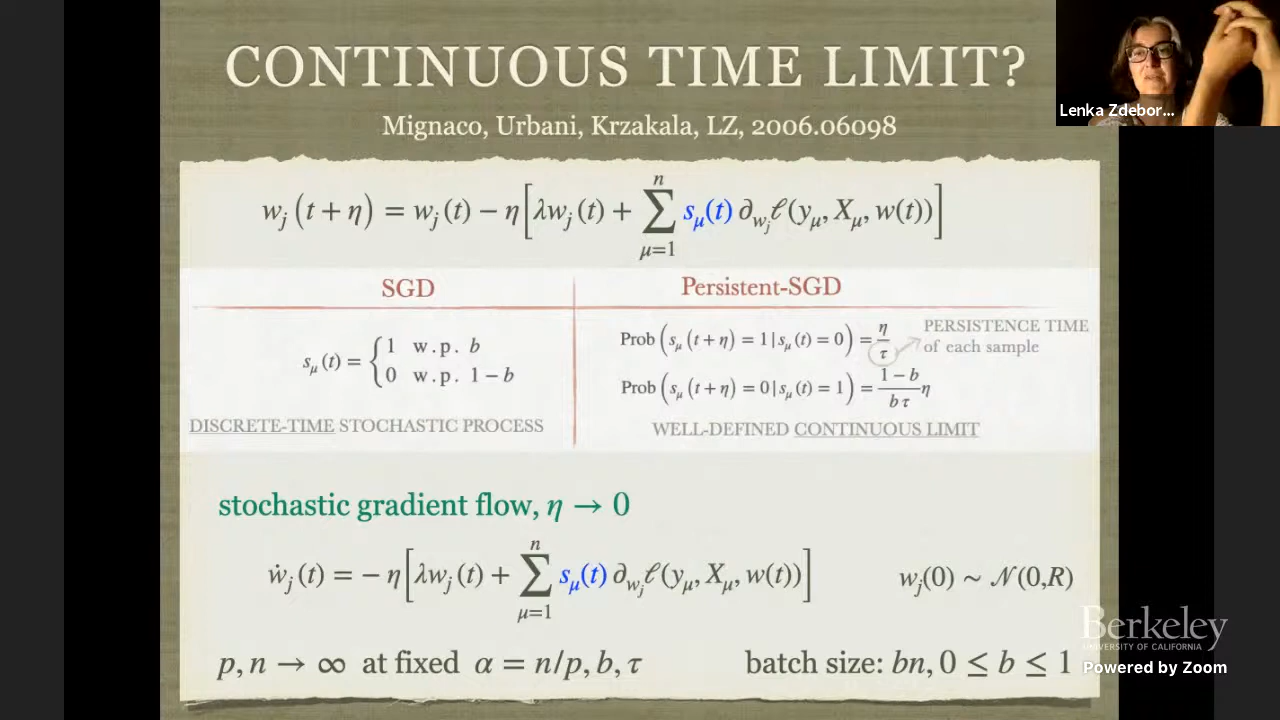 CONTINUOUS TIME LIMIT?
Lenka Zdebor...
Mignaco, Urbani, Krzakala, LZ, 2006.06098
w_j (t + η) = w_j (t) − η[λw_j (t) + ∑_{μ=1}^{n} s_μ(t) ∂_{w_j} ℓ(y_μ, X_μ, w(t))]
SGD
s_μ (t) = { 1 w.p. b
0 w.p. 1 − b
DISCRETE-TIME STOCHASTIC PROCESS
Persistent-SGD
Prob (s_μ (t + η) = 1 | s_μ (t) = 0) = η/τ
PERSISTENCE TIME
of each sample
Prob (s_μ (t + η) = 0 | s_μ (t) = 1) = (1 − b)/(b τ) η
WELL-DEFINED CONTINUOUS LIMIT
stochastic gradient flow, η → 0
ẇ_j (t) = − η[λw_j (t) + ∑_{μ=1}^{n} s_μ(t) ∂_{w_j} ℓ(y_μ, X_μ, w(t))]
w_j(0) ∼ 𝒩(0,R)
p, n → ∞ at fixed α = n/p, b, τ
batch size: bn, 0 ≤ b ≤ 1
Berkeley
UNIVERSITY OF CALIFORNIA
Powered by Zoom